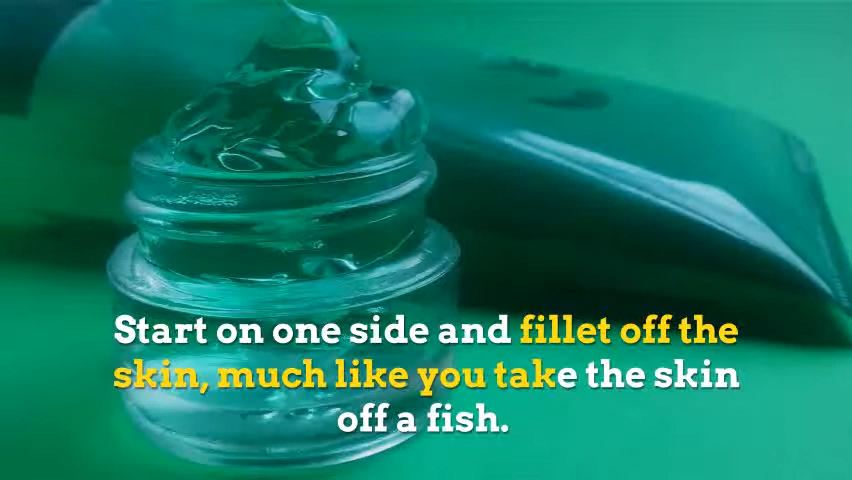 Start on one side and fillet off the
skin, much like you take the skin
off a fish.